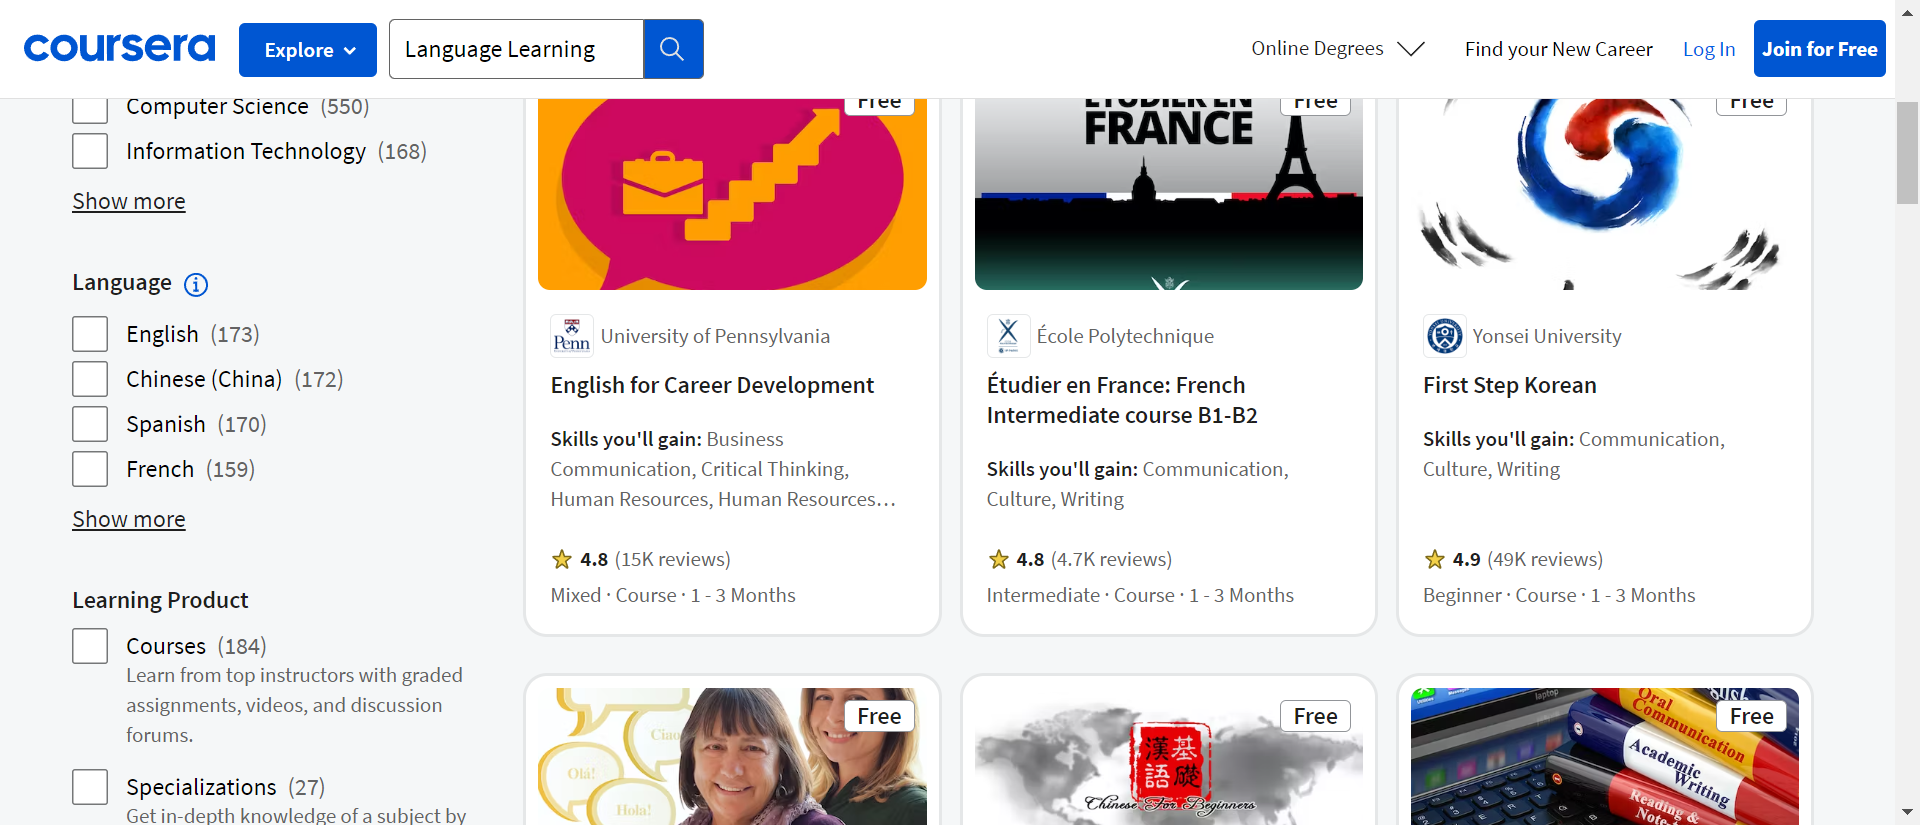 coursera
Explore
Language Learning
Online Degrees
Find your New Career
Log In
Join for Free
Computer Science (550)
Information Technology (168)
Show more
Language
English (173)
Chinese (China) (172)
Spanish (170)
French (159)
Show more
Learning Product
Courses (184)
Learn from top instructors with graded
assignments, videos, and discussion
forums.
Specializations (27)
Get in-depth knowledge of a subject by
Free
Penn
University of Pennsylvania
English for Career Development
Skills you'll gain: Business
Communication, Critical Thinking,
Human Resources, Human Resources…
4.8 (15K reviews)
Mixed · Course · 1 - 3 Months
ÉTUDIER EN
FRANCE
Free
École Polytechnique
Étudier en France: French
Intermediate course B1-B2
Skills you'll gain: Communication,
Culture, Writing
4.8 (4.7K reviews)
Intermediate · Course · 1 - 3 Months
Free
Yonsei University
First Step Korean
Skills you'll gain: Communication,
Culture, Writing
4.9 (49K reviews)
Beginner · Course · 1 - 3 Months
Free
Ciao
Olá!
Hola!
Free
基礎
漢語
Chinese For Beginners
Free
laptop
Oral
Communication
Academic
Writing
Reading &